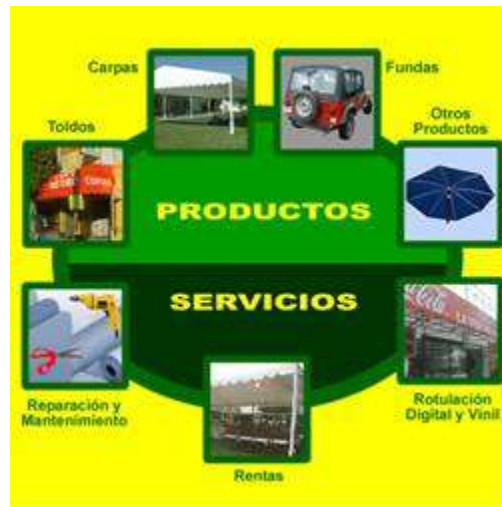 Carpas
Fundas
Toldos
Otros
Productos
PRODUCTOS
SERVICIOS
Reparación y
Mantenimiento
Rotulación
Digital y Vinil
Rentas